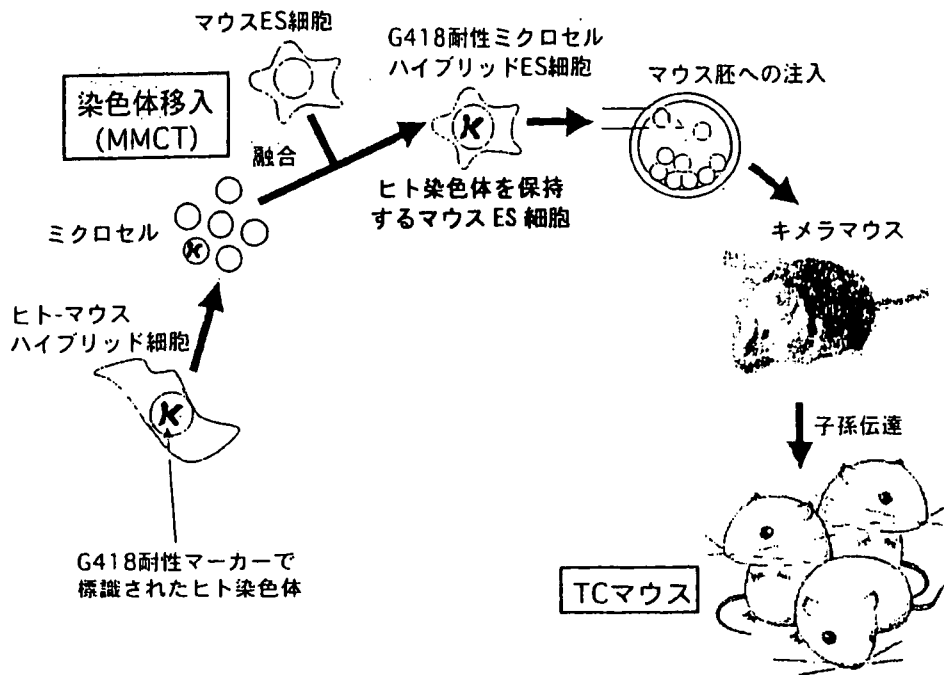 マウスES細胞
染色体移入
(MMCT)
融合
G418耐性ミクロセル
ハイブリッドES細胞
ヒト染色体を保持
するマウス ES 細胞
マウス胚への注入
キメラマウス
ミクロセル
ヒト-マウス
ハイブリッド細胞
G418耐性マーカーで
標識されたヒト染色体
子孫伝達
TCマウス